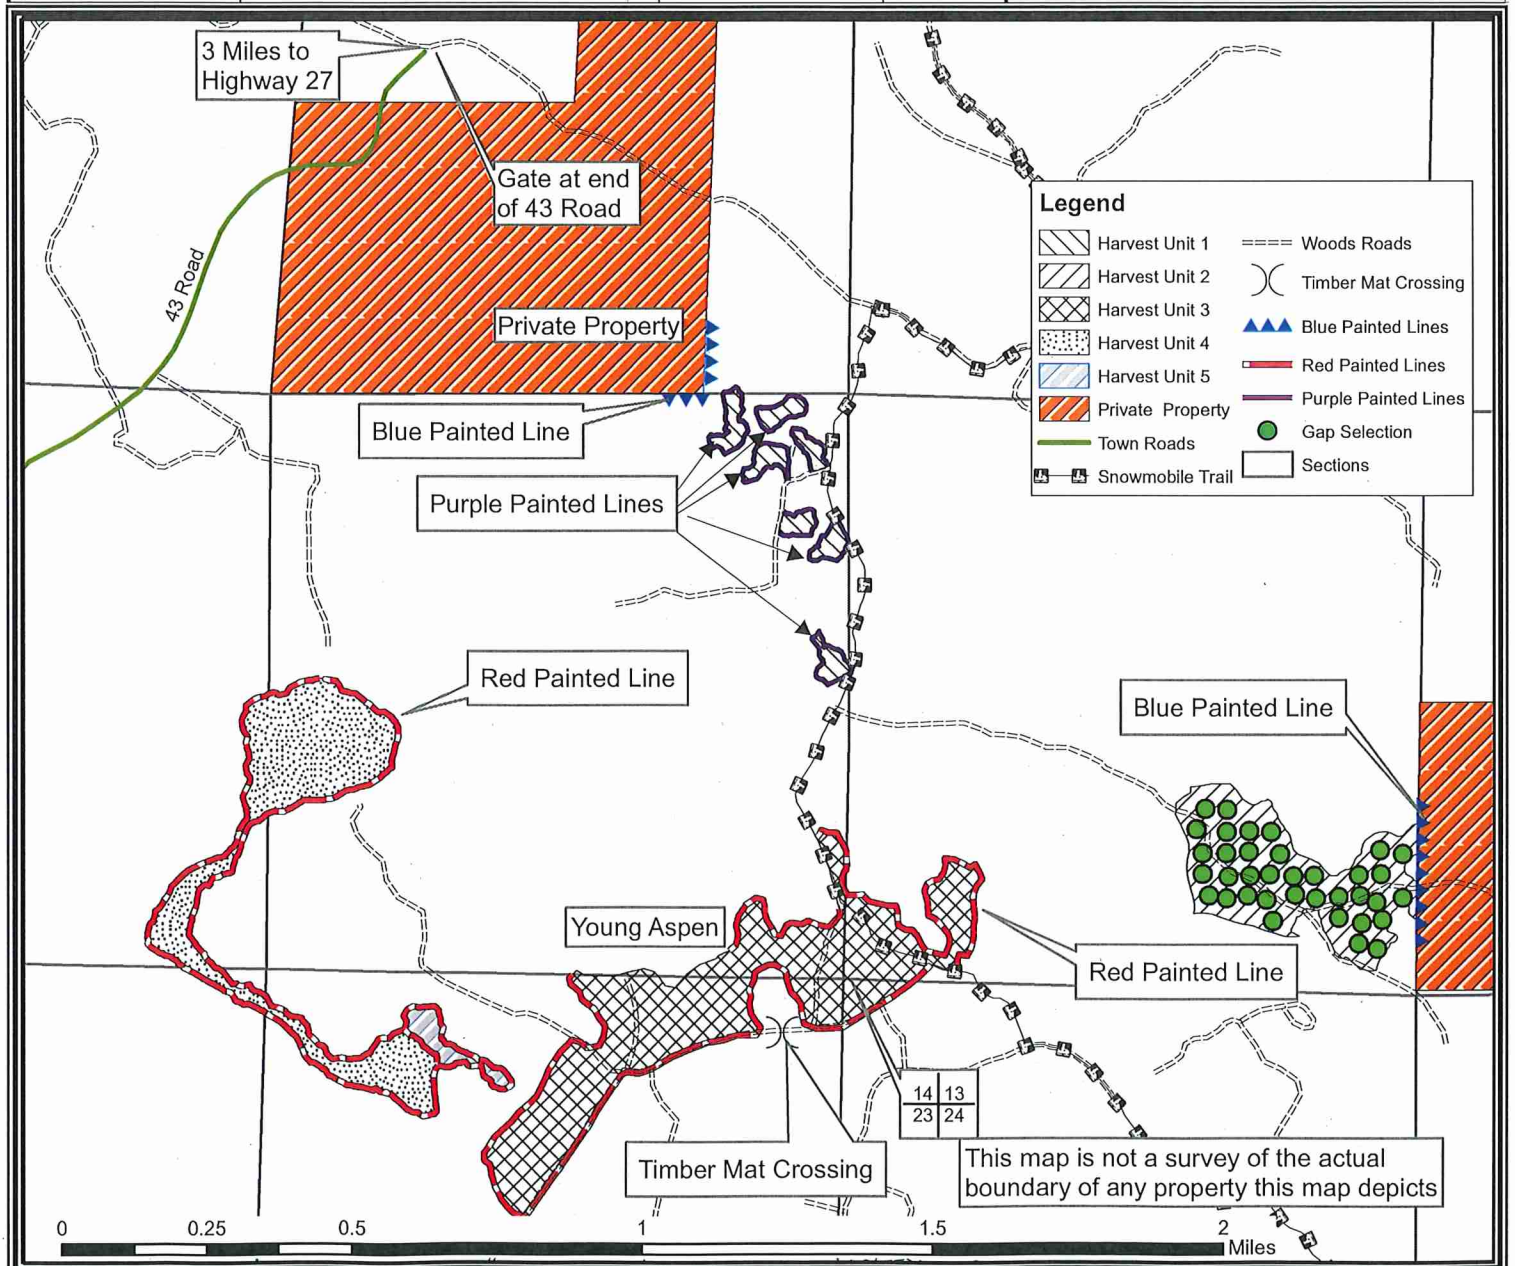 3 Miles to
Highway 27
Gate at end
of 43 Road
43 Road
Private Property
Blue Painted Line
Purple Painted Lines
Legend
Harvest Unit 1
Harvest Unit 2
Harvest Unit 3
Harvest Unit 4
Harvest Unit 5
Private Property
Town Roads
Snowmobile Trail
Woods Roads
Timber Mat Crossing
Blue Painted Lines
Red Painted Lines
Purple Painted Lines
Gap Selection
Sections
Red Painted Line
Blue Painted Line
Young Aspen
Red Painted Line
14 13
23 24
Timber Mat Crossing
This map is not a survey of the actual
boundary of any property this map depicts
0 0.25 0.5 1 1.5 2
Miles